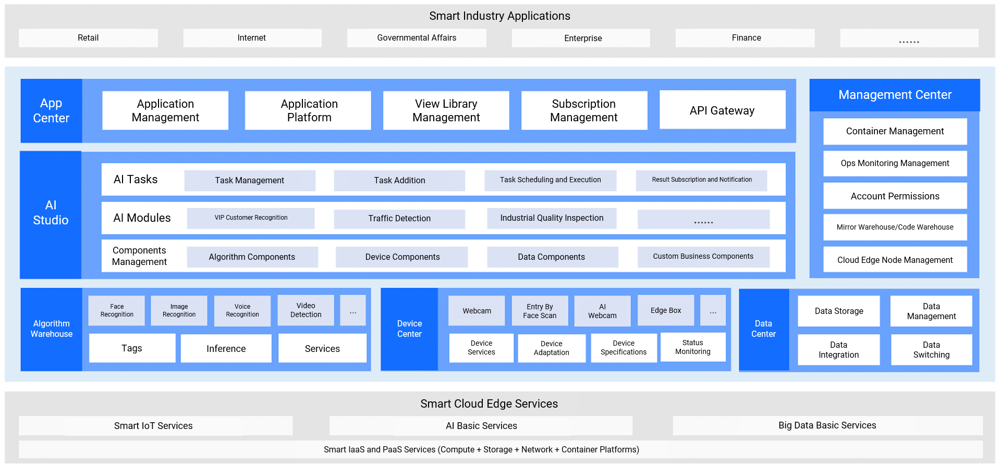 Smart Industry Applications
Retail
Internet
Governmental Affairs
Enterprise
Finance
......
App
Center
Application
Management
Application
Platform
View Library
Management
Subscription
Management
API Gateway
Management Center
Container Management
Ops Monitoring Management
Account Permissions
Mirror Warehouse/Code Warehouse
Cloud Edge Node Management
AI
Studio
AI Tasks
Task Management
Task Addition
Task Scheduling and Execution
Result Subscription and Notification
AI Modules
VIP Customer Recognition
Traffic Detection
Industrial Quality Inspection
......
Components
Management
Algorithm Components
Device Components
Data Components
Custom Business Components
Algorithm
Warehouse
Face
Recognition
Image
Recognition
Voice
Recognition
Video
Detection
...
Tags
Inference
Services
Device
Center
Webcam
Entry By
Face Scan
AI
Webcam
Edge Box
...
Device
Services
Device
Adaptation
Device
Specifications
Status
Monitoring
Data
Center
Data Storage
Data
Management
Data
Integration
Data
Switching
Smart Cloud Edge Services
Smart IoT Services
AI Basic Services
Big Data Basic Services
Smart IaaS and PaaS Services (Compute + Storage + Network + Container Platforms)